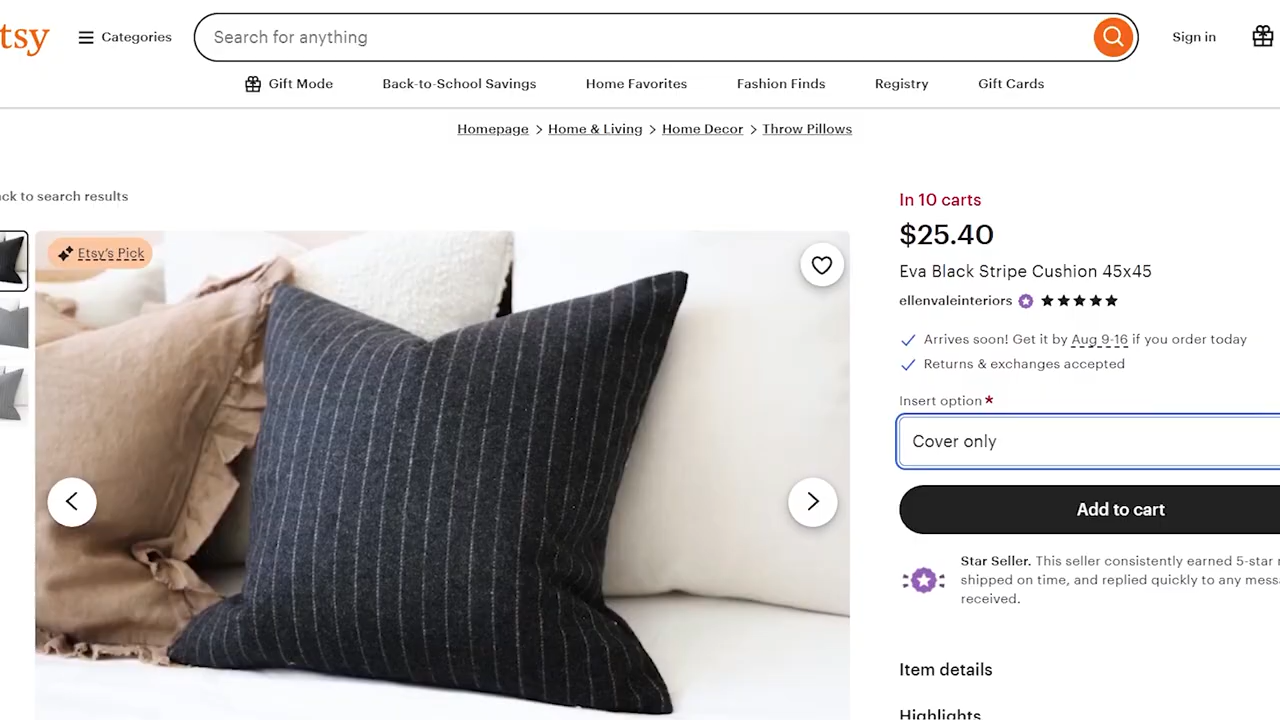 tsy
Categories
Search for anything
Sign in
Gift Mode
Back-to-School Savings
Home Favorites
Fashion Finds
Registry
Gift Cards
Homepage > Home & Living > Home Decor > Throw Pillows
ck to search results
Etsy's Pick
In 10 carts
$25.40
Eva Black Stripe Cushion 45x45
ellenvaleinteriors
Arrives soon! Get it by Aug 9-16 if you order today
Returns & exchanges accepted
Insert option *
Cover only
Add to cart
Star Seller. This seller consistently earned 5-star
shipped on time, and replied quickly to any
received.
Item details
Highlights